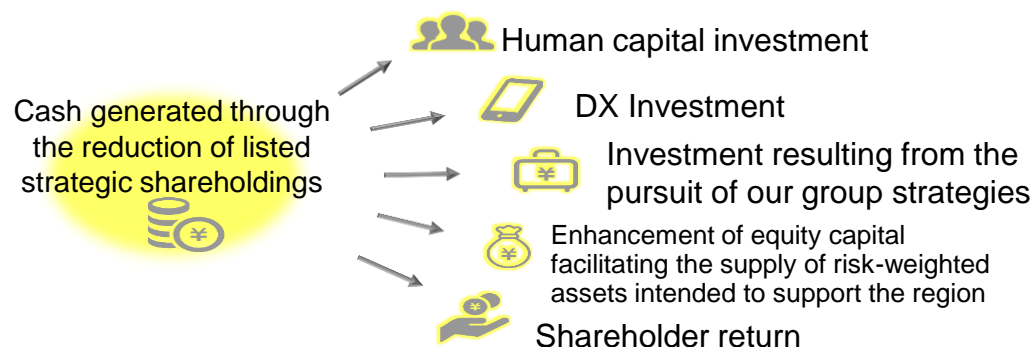 Human capital investment
Cash generated through
the reduction of listed
strategic shareholdings
¥
DX Investment
¥
Investment resulting from the
pursuit of our group strategies
¥
Enhancement of equity capital
facilitating the supply of risk-weighted
assets intended to support the region
¥
Shareholder return